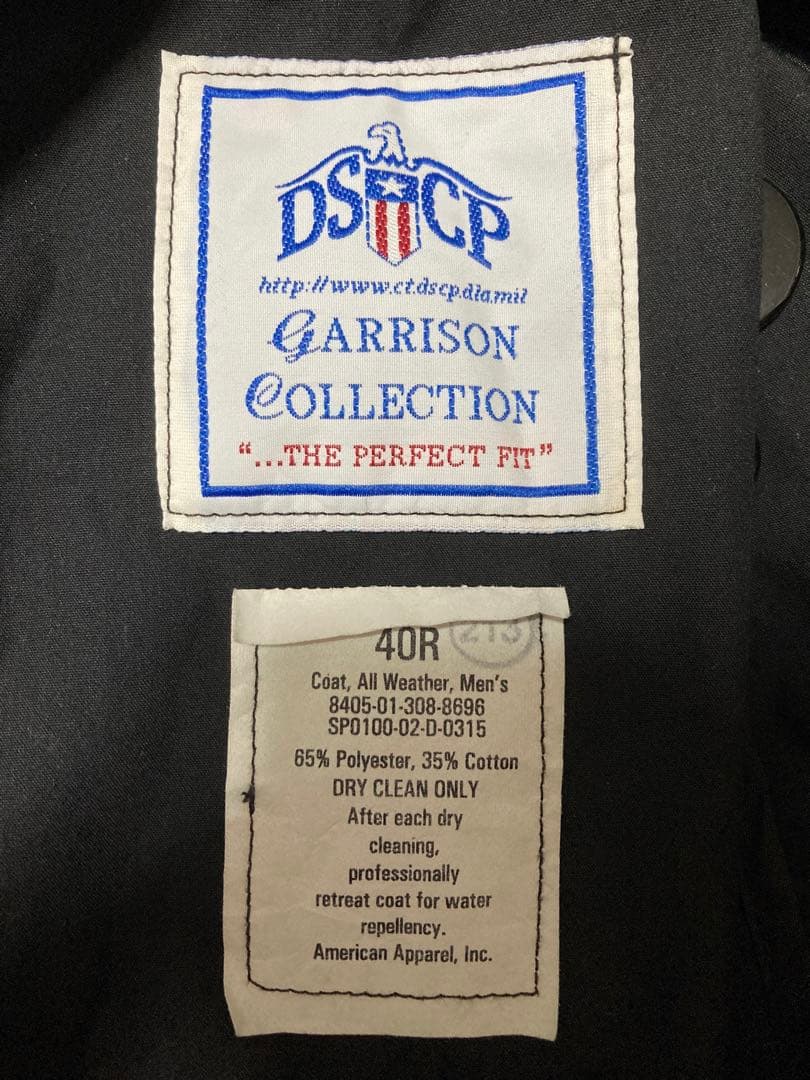 DSCP
http://www.ct.dscp.dla.mil
GARRISON
COLLECTION
"...THE PERFECT FIT"
213
40R
Coat, All Weather, Men's
8405-01-308-8696
SP0100-02-D-0315
65% Polyester, 35% Cotton
DRY CLEAN ONLY
After each dry
cleaning,
professionally
retreat coat for water
repellency.
American Apparel, Inc.